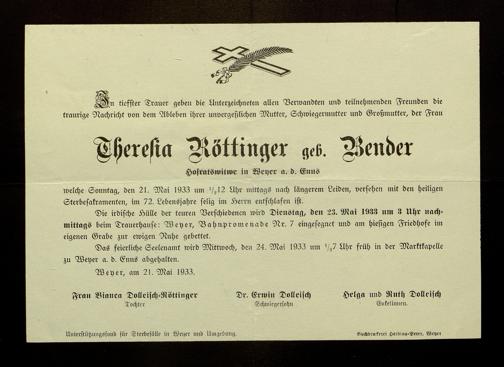 In tiefster Trauer geben die Unterzeichneten allen Verwandten und teilnehmenden Freunden die
traurige Nachricht von dem Ableben ihrer unvergeßlichen Mutter, Schwiegermutter und Großmutter, der Frau
Theresia Röttinger geb. Bender
Hofratswitwe in Weyer a. d. Enns
welche Sonntag, den 21. Mai 1933 um ½12 Uhr mittags nach längerem Leiden, versehen mit den heiligen
Sterbesakramenten, im 72. Lebensjahre selig im Herrn entschlafen ist.
Die irdische Hülle der teuren Verschiedenen wird Dienstag, den 23. Mai 1933 um 3 Uhr nach-
mittags beim Trauerhause: Weyer, Bahnpromenade Nr. 7 eingesegnet und am hiesigen Friedhofe im
eigenen Grabe zur ewigen Ruhe gebettet.
Das feierliche Seelenamt wird Mittwoch, den 24. Mai 1933 um ½7 Uhr früh in der Marktkapelle
zu Weyer a. d. Enns abgehalten.
Weyer, am 21. Mai 1933.
Frau Bianca Dolleisch-Röttinger Dr. Erwin Dolleisch Helga und Ruth Dolleisch
Tochter Schwiegersohn Enkelinnen.
Unterstützungsfond für Sterbefälle in Weyer und Umgebung. Buchdruckerei Weyer